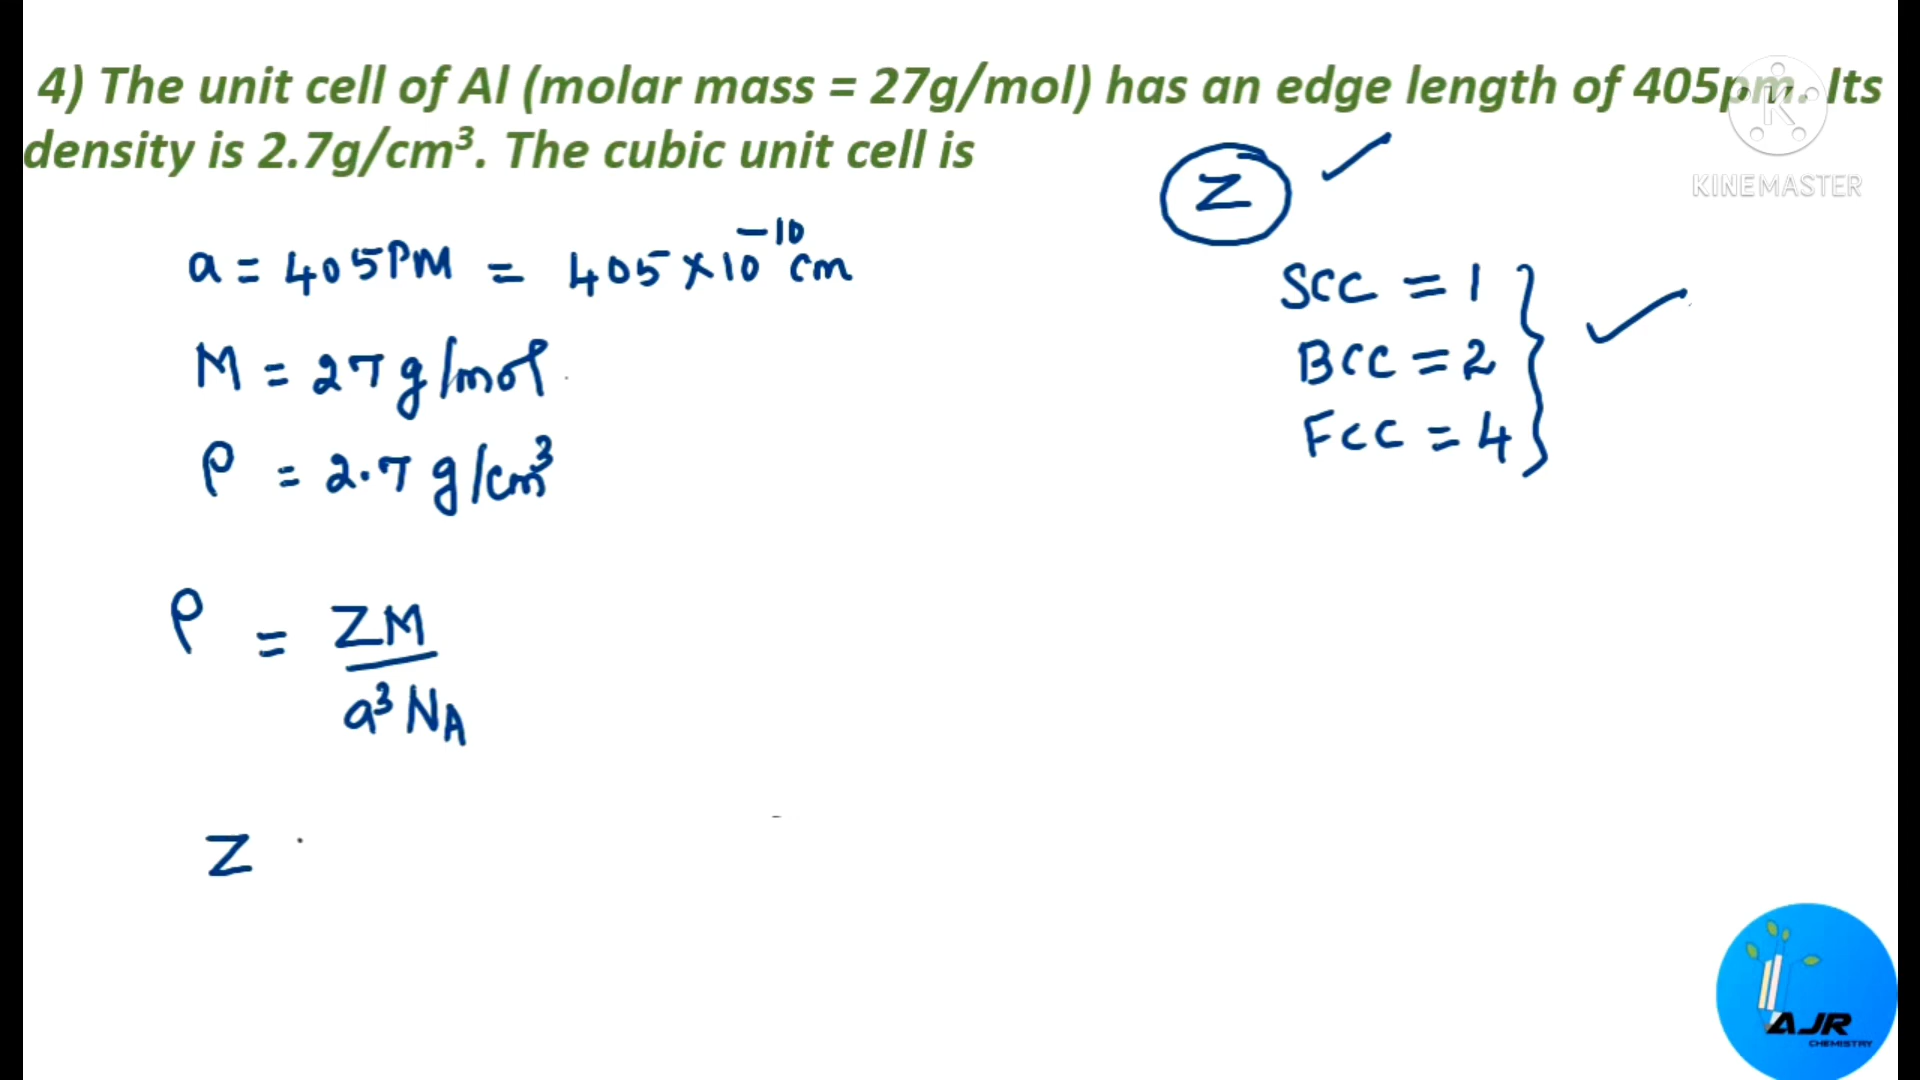 4) The unit cell of Al (molar mass = 27g/mol) has an edge length of 405pm. Its
density is 2.7g/cm³. The cubic unit cell is
KINEMASTER
Z
a = 405PM = 405 × 10⁻¹⁰ cm
SCC = 1
M = 27 g/mol
BCC = 2
FCC = 4
ρ = 2.7 g/cm³
ρ = ZM / a³ NA
Z
AJR
CHEMISTRY